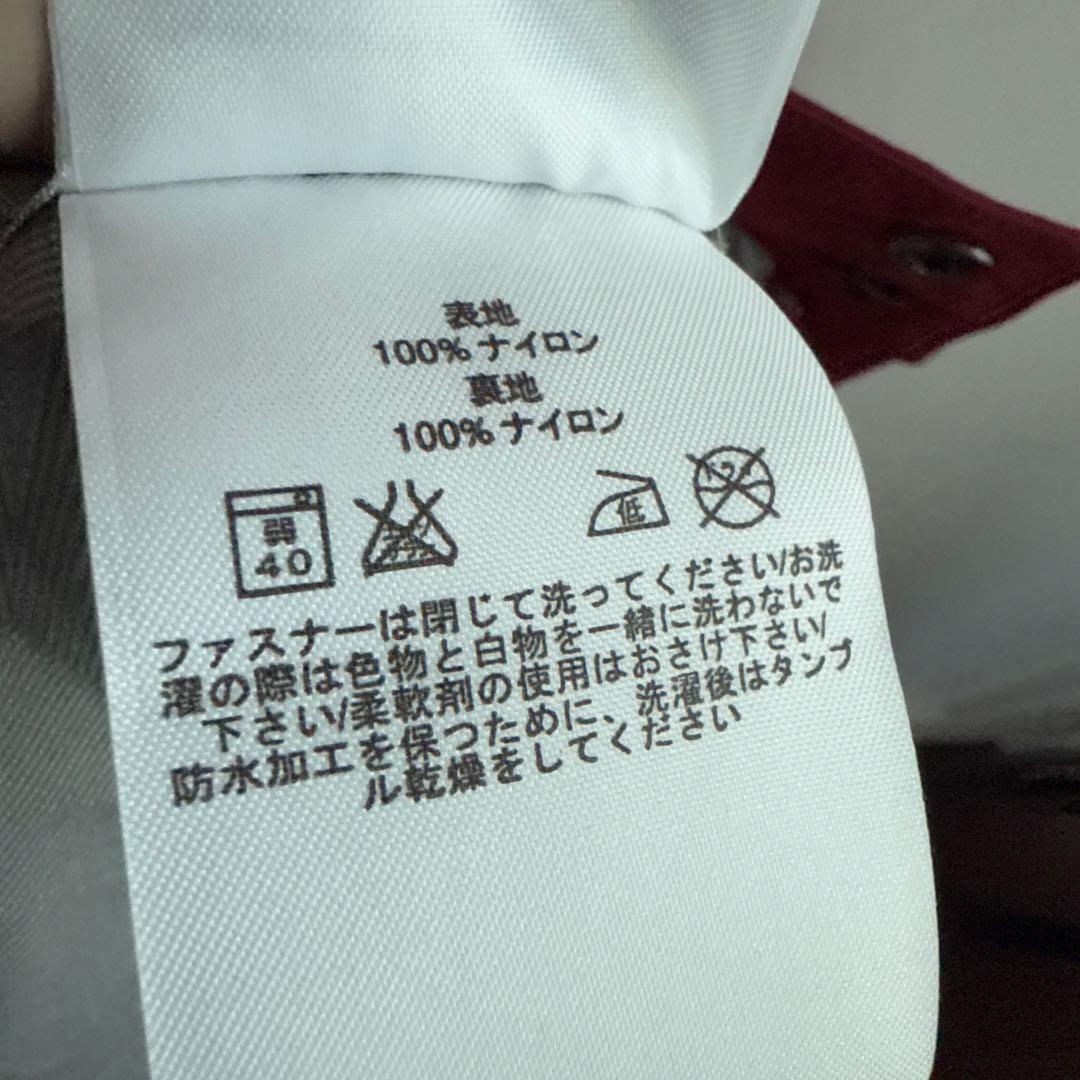 表地
100% ナイロン
裏地
100% ナイロン
弱
40
低
ファスナーは閉じて洗ってください/お洗
濯の際は色物と白物を一緒に洗わないで
下さい/柔軟剤の使用はおさけ下さい/
防水加工を保つために、洗濯後はタンブ
ル乾燥をしてください